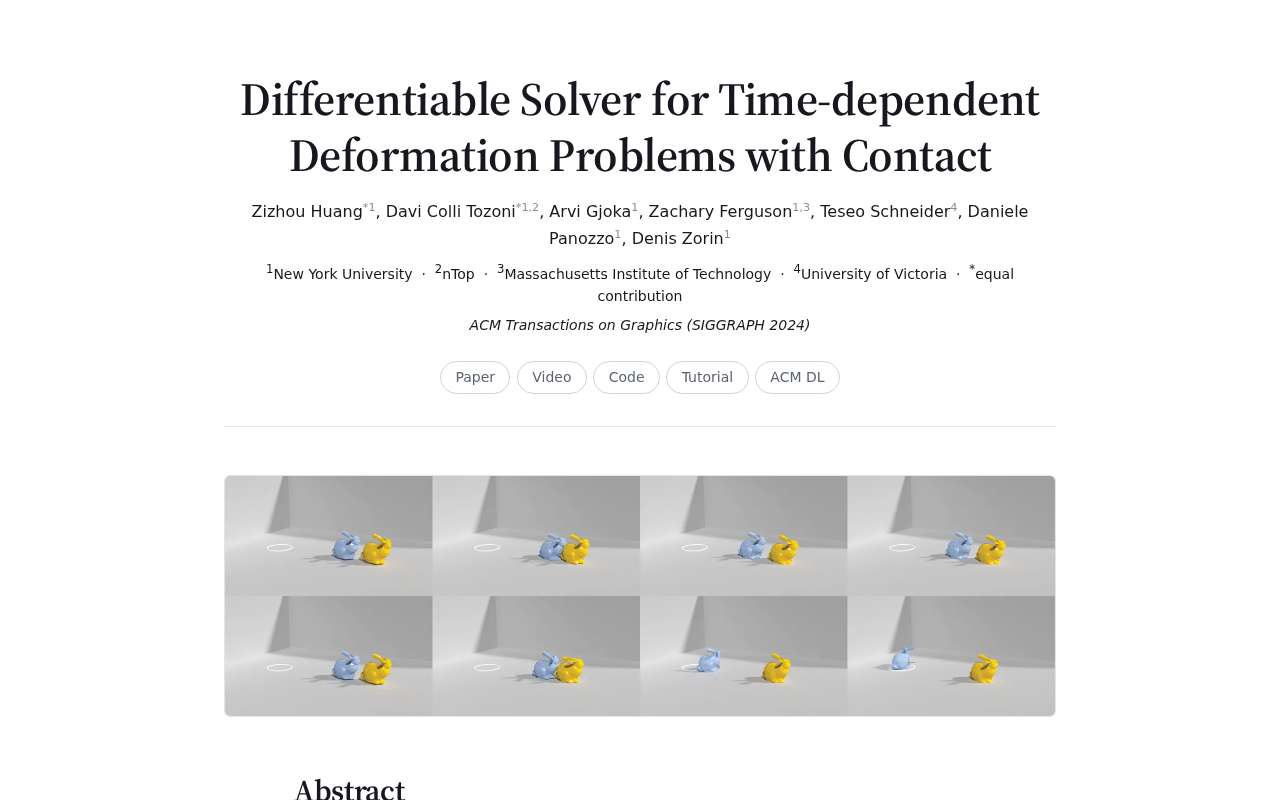 Differentiable Solver for Time-dependent
Deformation Problems with Contact
Zizhou Huang*1, Davi Colli Tozoni*1,2, Arvi Gjoka1, Zachary Ferguson1,3, Teseo Schneider4, Daniele
Panozzo1, Denis Zorin1
1New York University · 2nTop · 3Massachusetts Institute of Technology · 4University of Victoria · *equal
contribution
ACM Transactions on Graphics (SIGGRAPH 2024)
Paper Video Code Tutorial ACM DL
Abstract